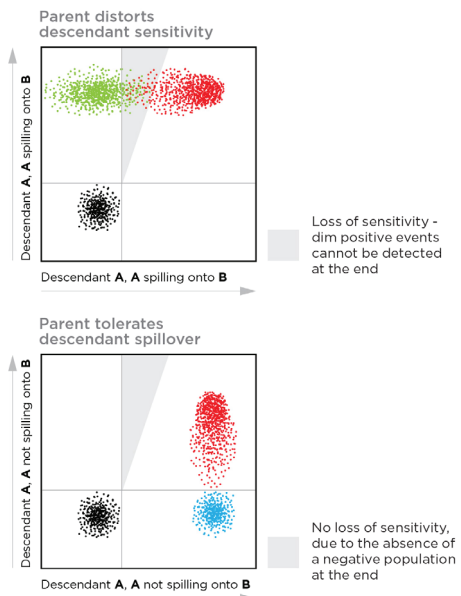 Parent distorts
descendant sensitivity
Descendant A, A spilling onto B
Descendant A, A spilling onto B
Loss of sensitivity -
dim positive events
cannot be detected
at the end
Parent tolerates
descendant spillover
Descendant A, A not spilling onto B
Descendant A, A not spilling onto B
No loss of sensitivity,
due to the absence of
a negative population
at the end